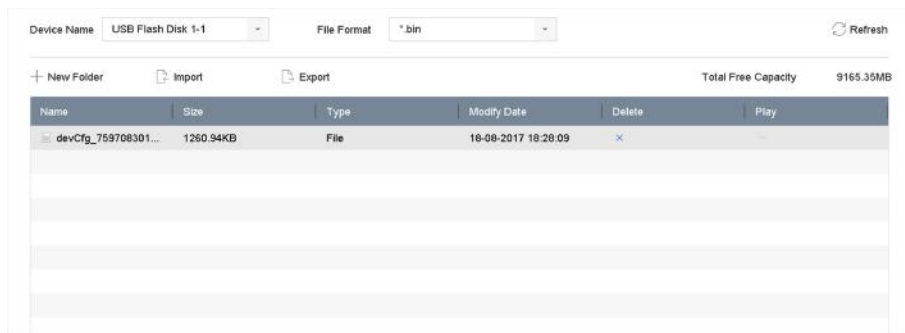 Device Name USB Flash Disk 1-1 File Format *.bin Refresh
New Folder Import Export Total Free Capacity 9165.35MB
Name Size Type Modify Date Delete Play
devCfg_759708301... 1260.94KB File 18-08-2017 18:28:09